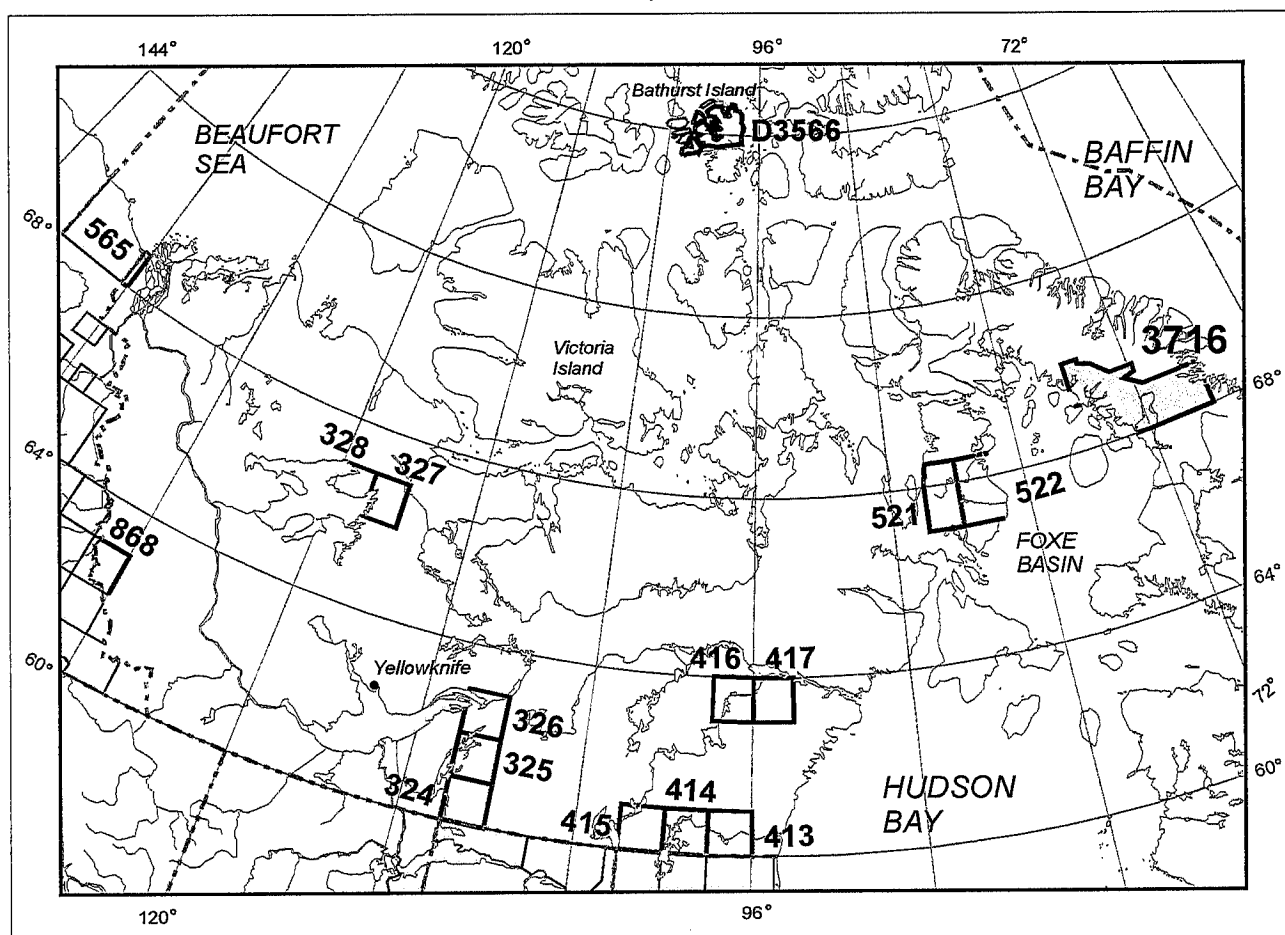 144°
120°
96°
72°
Bathurst Island
D3566
BEAUFORT
SEA
BAFFIN
BAY
68°
565
3716
Victoria
Island
68°
328
327
64°
521
522
868
FOXE
BASIN
64°
60°
Yellowknife
416
417
72°
326
325
324
60°
HUDSON
BAY
414
415
413
120°
96°